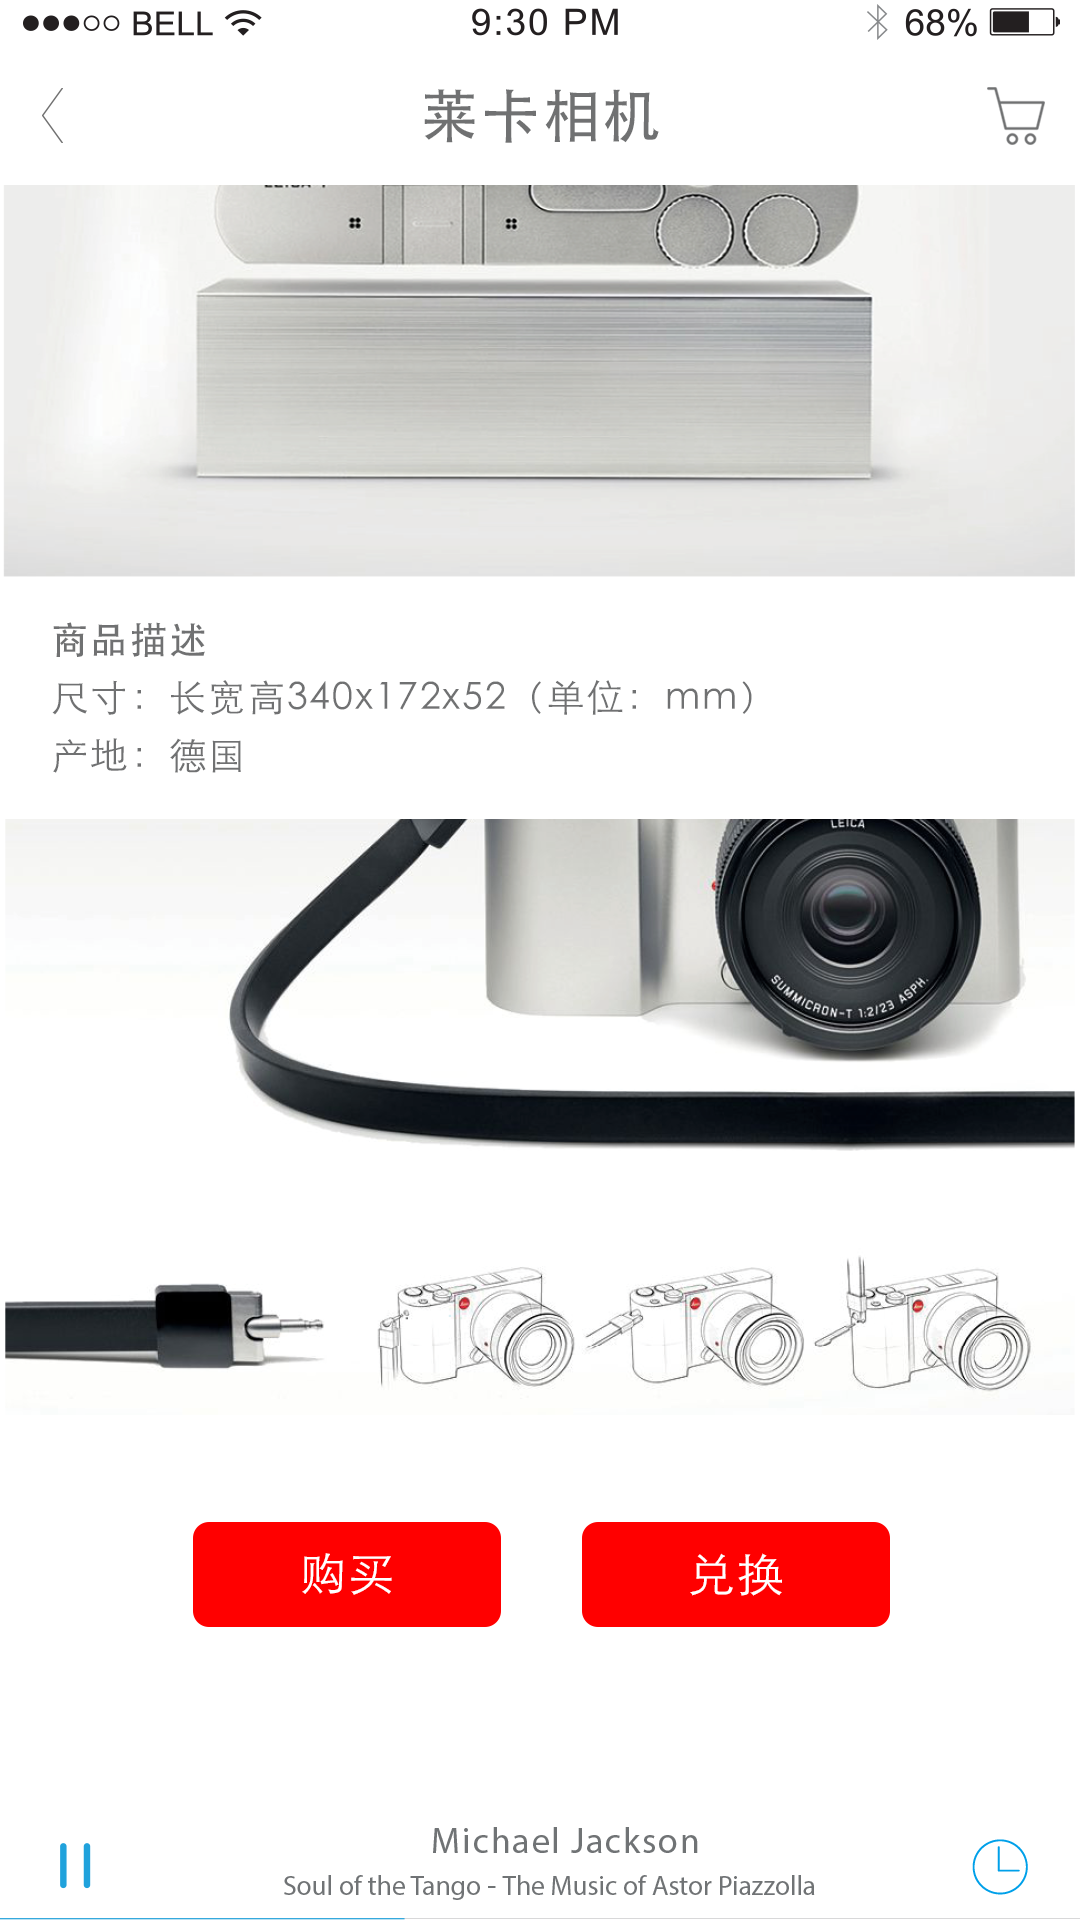 BELL 9:30 PM 68%
莱卡相机
LEICA T
商品描述
尺寸：长宽高340x172x52（单位：mm）
产地：德国
LEICA
SUMMICRON-T 1:2/23 ASPH.
购买 兑换
Michael Jackson
Soul of the Tango - The Music of Astor Piazzolla